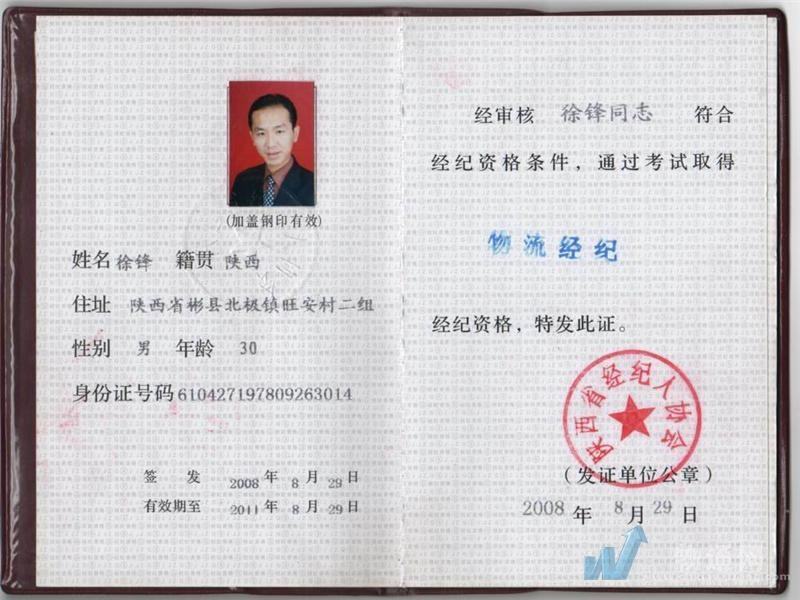 (加盖钢印有效)
姓名 徐锋 籍贯 陕西
住址 陕西省彬县北极镇旺安村二组
性别 男 年龄 30
身份证号码 610427197809263014
签 发 2008 年 8 月 29 日
有效期至 2011 年 8 月 29 日
经审核 徐锋同志 符合
经纪资格条件，通过考试取得
物流经纪
经纪资格，特发此证。
陕西省经纪人协会
（发证单位公章）
2008 年 8 月 29 日